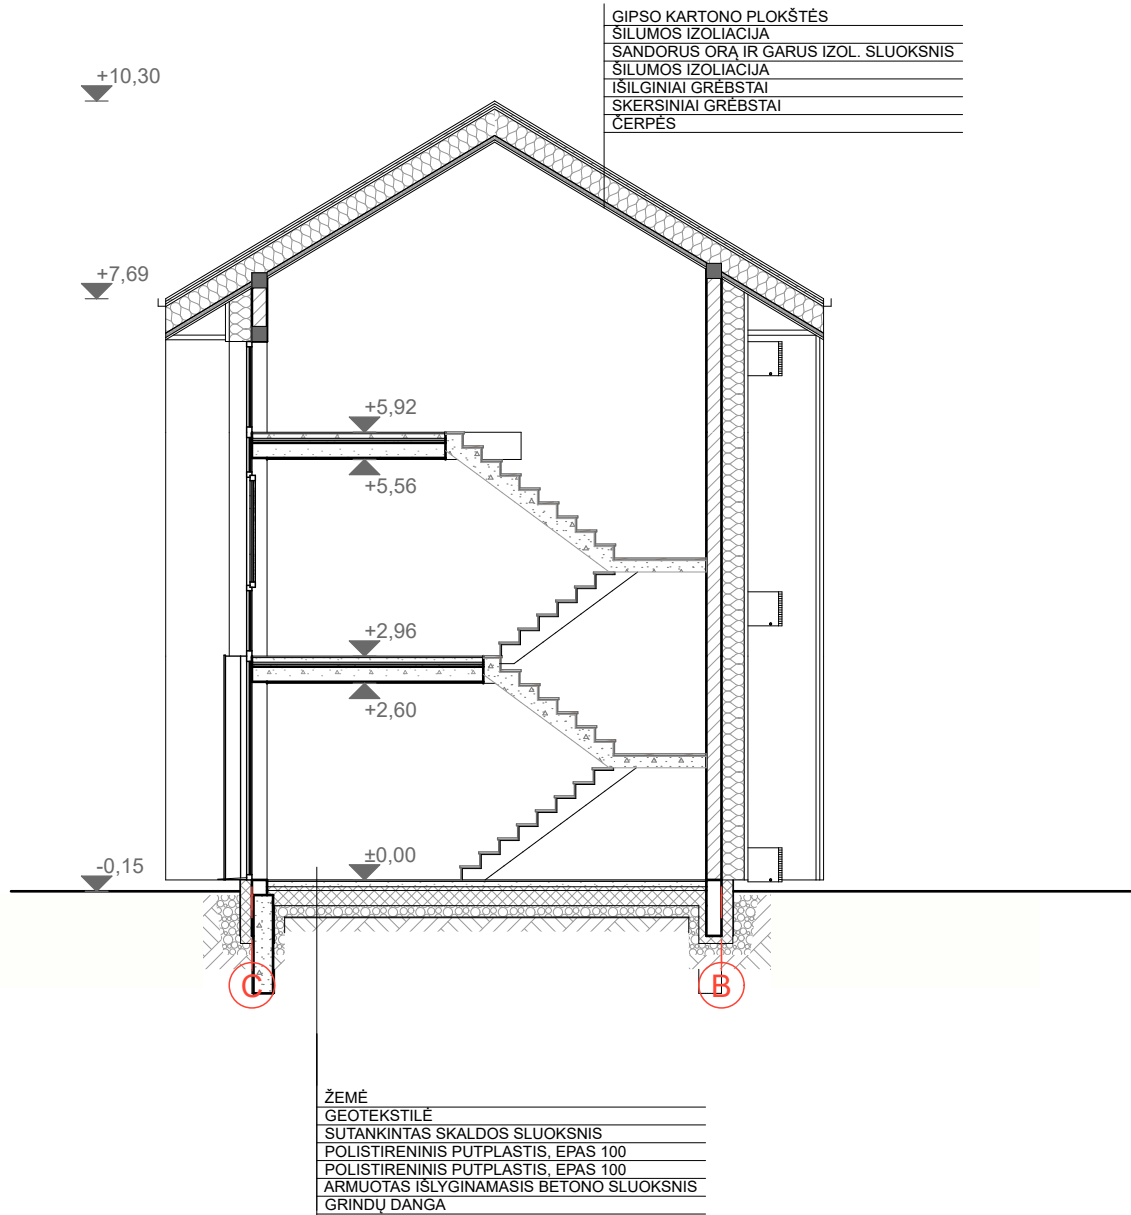 GIPSO KARTONO PLOKŠTĖS
ŠILUMOS IZOLIACIJA
SANDORUS ORĄ IR GARUS IZOL. SLUOKSNIS
ŠILUMOS IZOLIACIJA
IŠILGINIAI GRĖBSTAI
SKERSINIAI GRĖBSTAI
ČERPĖS
+10,30
+7,69
+5,92
+5,56
+2,96
+2,60
±0,00
-0,15
C
B
ŽEMĖ
GEOTEKSTILĖ
SUTANKINTAS SKALDOS SLUOKSNIS
POLISTIRENINIS PUTPLASTIS, EPAS 100
POLISTIRENINIS PUTPLASTIS, EPAS 100
ARMUOTAS IŠLYGINAMASIS BETONO SLUOKSNIS
GRINDŲ DANGA